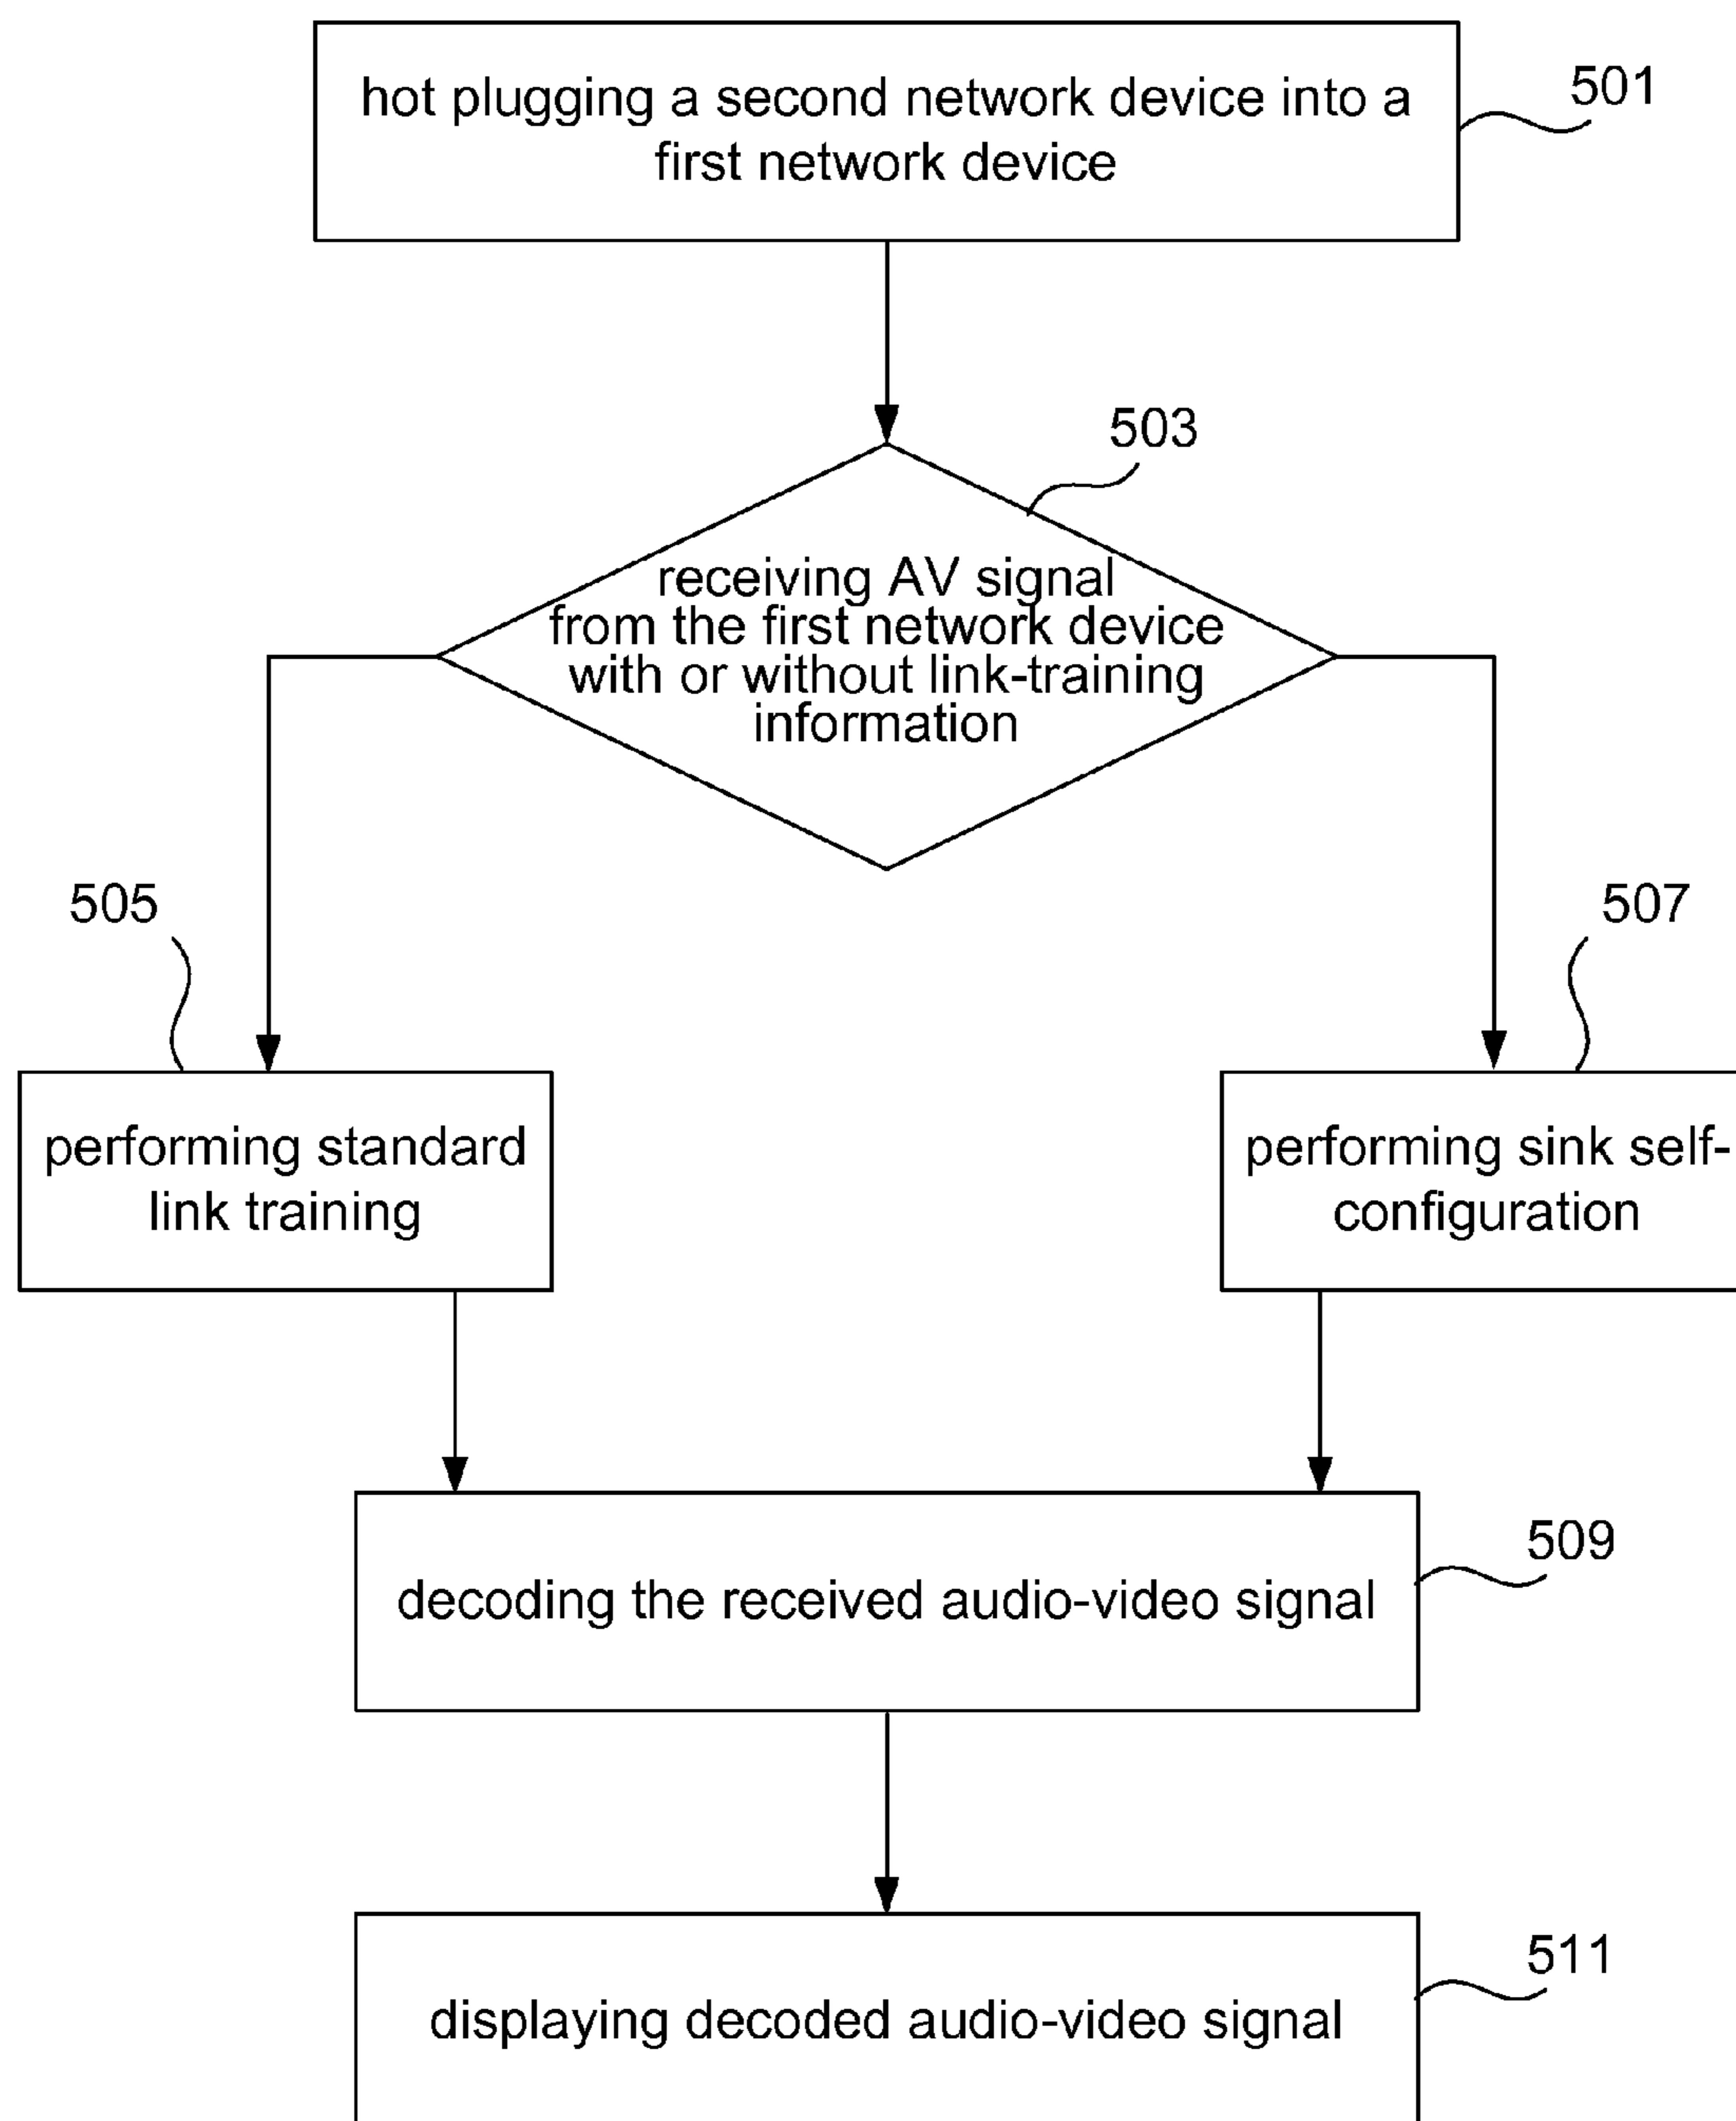 hot plugging a second network device into a
first network device
501
503
receiving AV signal
from the first network device
with or without link-training
information
505
507
performing standard
link training
performing sink self-
configuration
509
decoding the received audio-video signal
511
displaying decoded audio-video signal